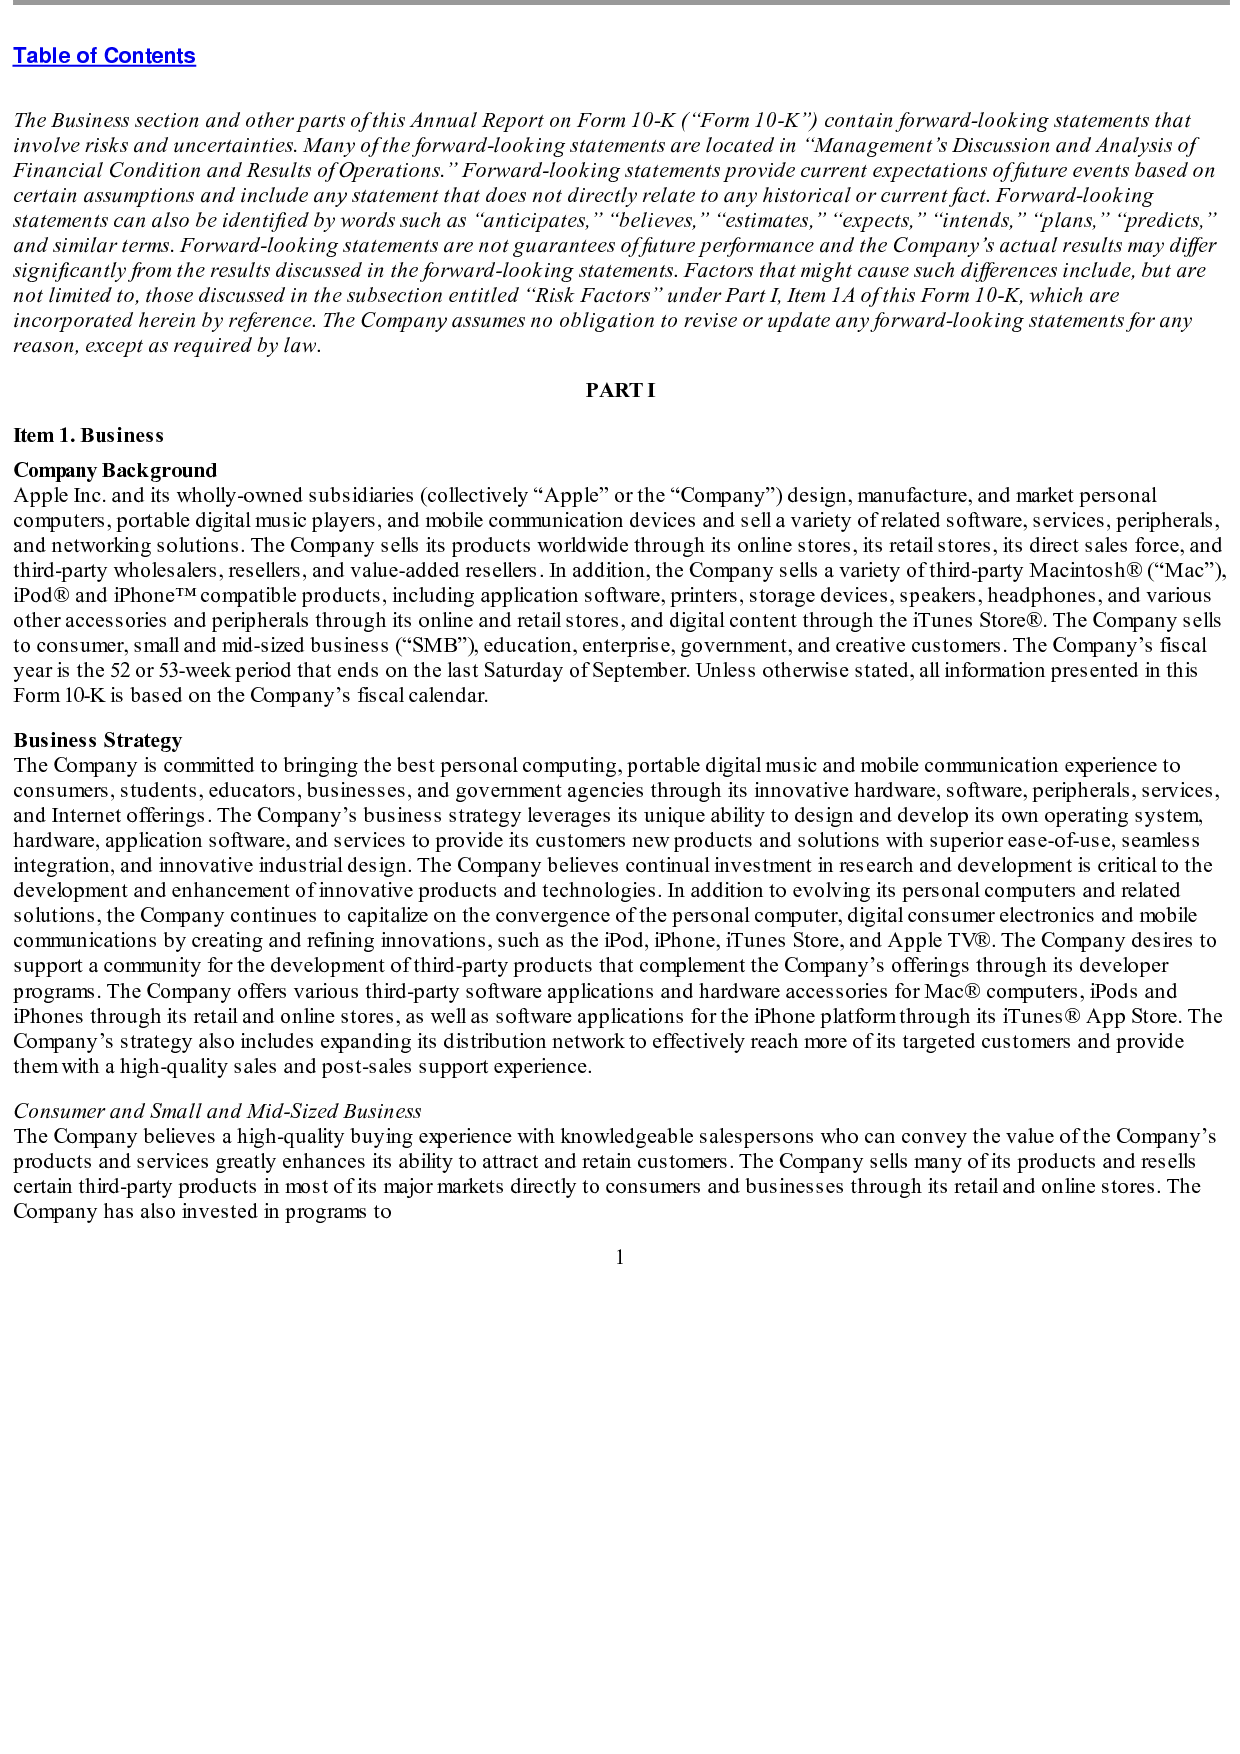 Table of Contents
The Business section and other parts of this Annual Report on Form 10-K (“Form 10-K”) contain forward-looking statements that
involve risks and uncertainties. Many of the forward-looking statements are located in “Management’s Discussion and Analysis of
Financial Condition and Results of Operations.” Forward-looking statements provide current expectations of future events based on
certain assumptions and include any statement that does not directly relate to any historical or current fact. Forward-looking
statements can also be identified by words such as “anticipates,” “believes,” “estimates,” “expects,” “intends,” “plans,” “predicts,”
and similar terms. Forward-looking statements are not guarantees of future performance and the Company’s actual results may differ
significantly from the results discussed in the forward-looking statements. Factors that might cause such differences include, but are
not limited to, those discussed in the subsection entitled “Risk Factors” under Part I, Item 1A of this Form 10-K, which are
incorporated herein by reference. The Company assumes no obligation to revise or update any forward-looking statements for any
reason, except as required by law.
PART I
Item 1. Business
Company Background
Apple Inc. and its wholly-owned subsidiaries (collectively “Apple” or the “Company”) design, manufacture, and market personal
computers, portable digital music players, and mobile communication devices and sell a variety of related software, services, peripherals,
and networking solutions. The Company sells its products worldwide through its online stores, its retail stores, its direct sales force, and
third-party wholesalers, resellers, and value-added resellers. In addition, the Company sells a variety of third-party Macintosh® (“Mac”),
iPod® and iPhone™ compatible products, including application software, printers, storage devices, speakers, headphones, and various
other accessories and peripherals through its online and retail stores, and digital content through the iTunes Store®. The Company sells
to consumer, small and mid-sized business (“SMB”), education, enterprise, government, and creative customers. The Company’s fiscal
year is the 52 or 53-week period that ends on the last Saturday of September. Unless otherwise stated, all information presented in this
Form 10-K is based on the Company’s fiscal calendar.
Business Strategy
The Company is committed to bringing the best personal computing, portable digital music and mobile communication experience to
consumers, students, educators, businesses, and government agencies through its innovative hardware, software, peripherals, services,
and Internet offerings. The Company’s business strategy leverages its unique ability to design and develop its own operating system,
hardware, application software, and services to provide its customers new products and solutions with superior ease-of-use, seamless
integration, and innovative industrial design. The Company believes continual investment in research and development is critical to the
development and enhancement of innovative products and technologies. In addition to evolving its personal computers and related
solutions, the Company continues to capitalize on the convergence of the personal computer, digital consumer electronics and mobile
communications by creating and refining innovations, such as the iPod, iPhone, iTunes Store, and Apple TV®. The Company desires to
support a community for the development of third-party products that complement the Company’s offerings through its developer
programs. The Company offers various third-party software applications and hardware accessories for Mac® computers, iPods and
iPhones through its retail and online stores, as well as software applications for the iPhone platform through its iTunes® App Store. The
Company’s strategy also includes expanding its distribution network to effectively reach more of its targeted customers and provide
them with a high-quality sales and post-sales support experience.
Consumer and Small and Mid-Sized Business
The Company believes a high-quality buying experience with knowledgeable salespersons who can convey the value of the Company’s
products and services greatly enhances its ability to attract and retain customers. The Company sells many of its products and resells
certain third-party products in most of its major markets directly to consumers and businesses through its retail and online stores. The
Company has also invested in programs to
1